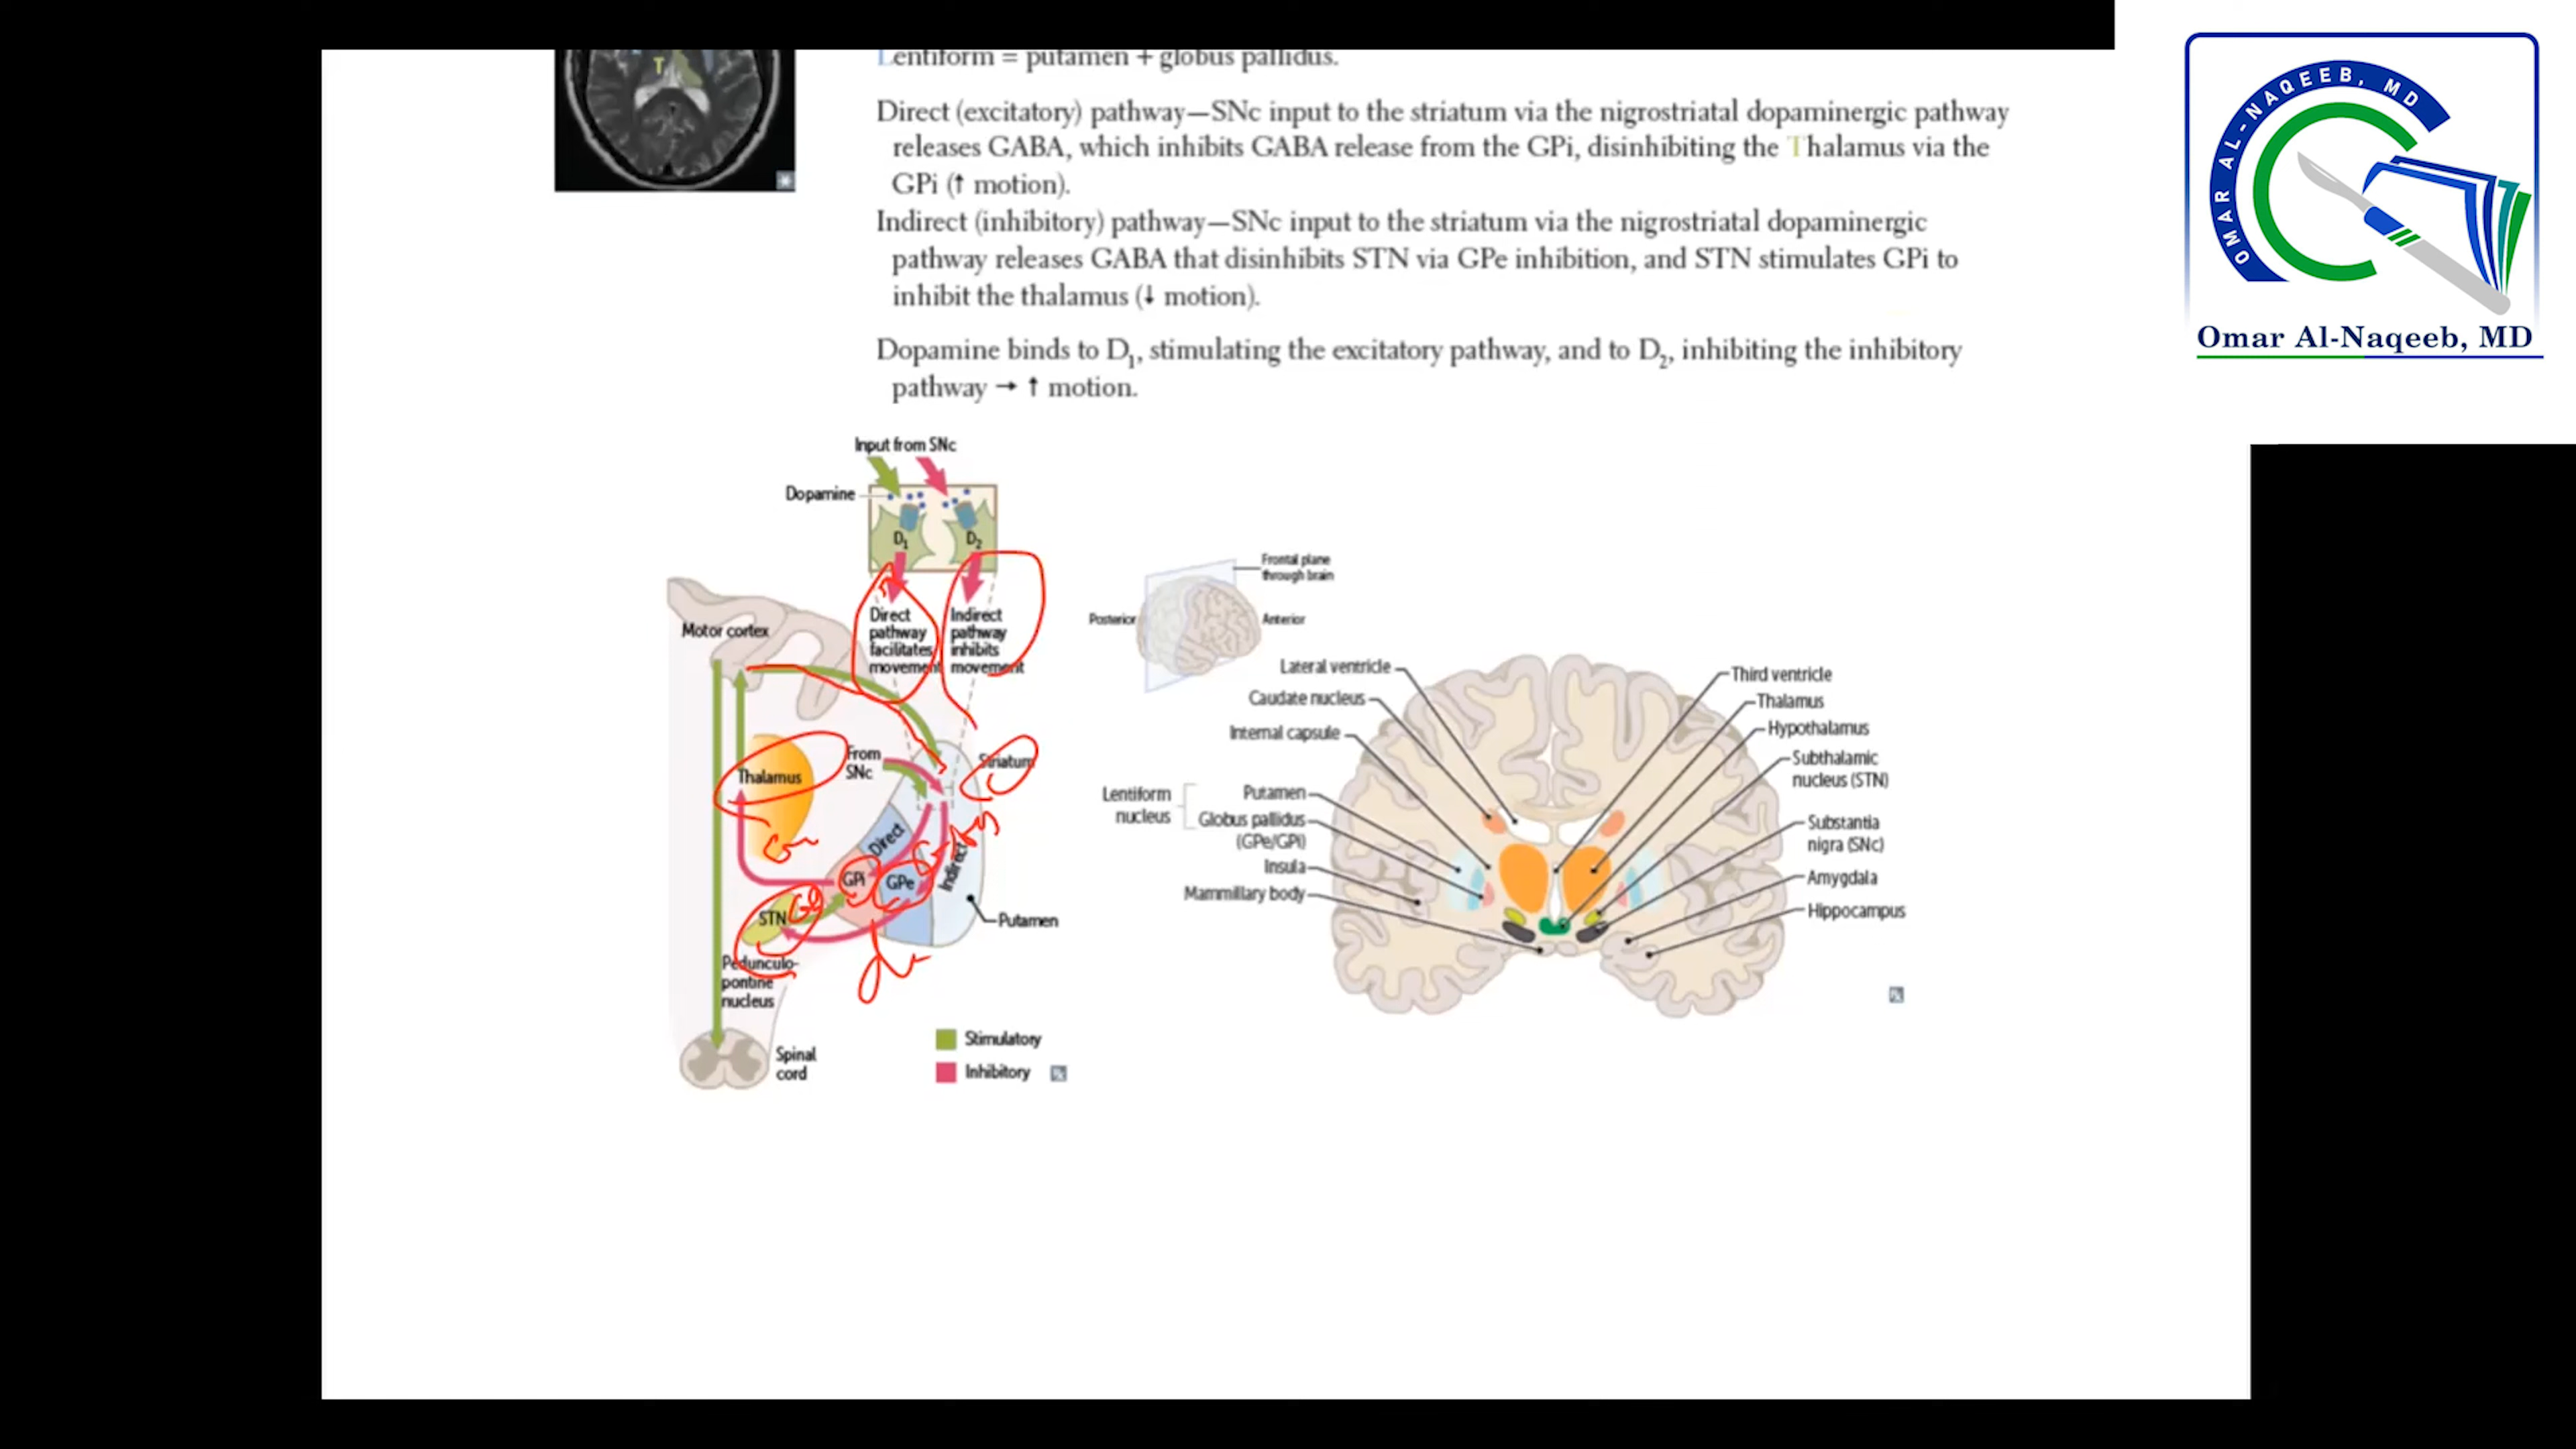 Lentiform = putamen + globus pallidus.
T
Direct (excitatory) pathway—SNc input to the striatum via the nigrostriatal dopaminergic pathway
releases GABA, which inhibits GABA release from the GPi, disinhibiting the Thalamus via the
GPi (↑ motion).
Indirect (inhibitory) pathway—SNc input to the striatum via the nigrostriatal dopaminergic
pathway releases GABA that disinhibits STN via GPe inhibition, and STN stimulates GPi to
inhibit the thalamus (↓ motion).
Dopamine binds to D1, stimulating the excitatory pathway, and to D2, inhibiting the inhibitory
pathway → ↑ motion.
OMAR AL-NAQEEB, MD
Omar Al-Naqeeb, MD
Input from SNc
Dopamine
D1
D2
Direct
pathway
facilitates
movement
Indirect
pathway
inhibits
movement
Motor cortex
Thalamus
From
SNc
Striatum
Direct
Indirect
GPi
GPe
STN
Putamen
Pedunculo-
pontine
nucleus
Spinal
cord
Stimulatory
Inhibitory
Frontal plane
through brain
Posterior
Anterior
Lateral ventricle
Caudate nucleus
Internal capsule
Lentiform
nucleus
Putamen
Globus pallidus
(GPe/GPi)
Insula
Mammillary body
Third ventricle
Thalamus
Hypothalamus
Subthalamic
nucleus (STN)
Substantia
nigra (SNc)
Amygdala
Hippocampus